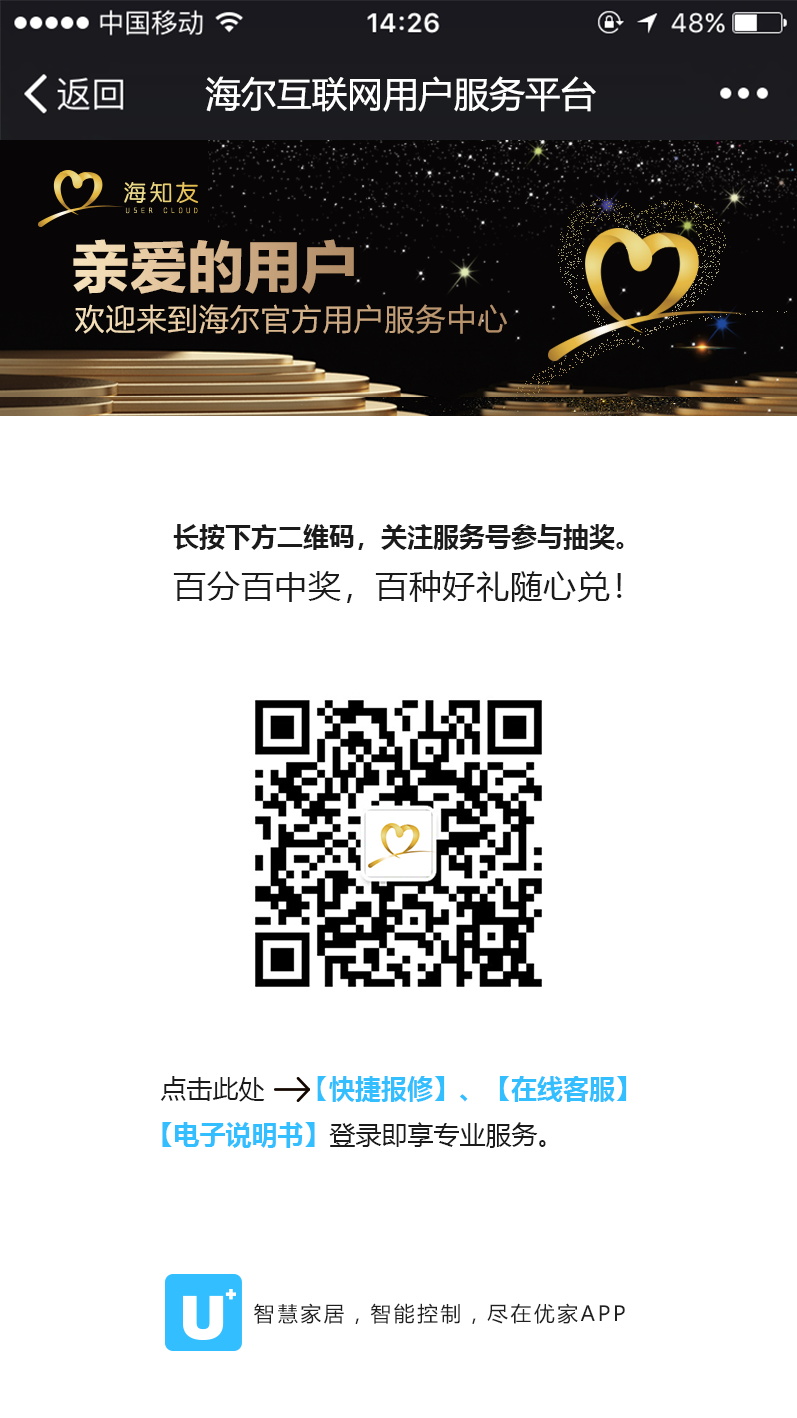 中国移动 14:26 48%
返回 海尔互联网用户服务平台
海知友
USER CLOUD
亲爱的用户
欢迎来到海尔官方用户服务中心
长按下方二维码，关注服务号参与抽奖。
百分百中奖，百种好礼随心兑！
点击此处 →【快捷报修】、【在线客服】
【电子说明书】登录即享专业服务。
U+ 智慧家居，智能控制，尽在优家APP